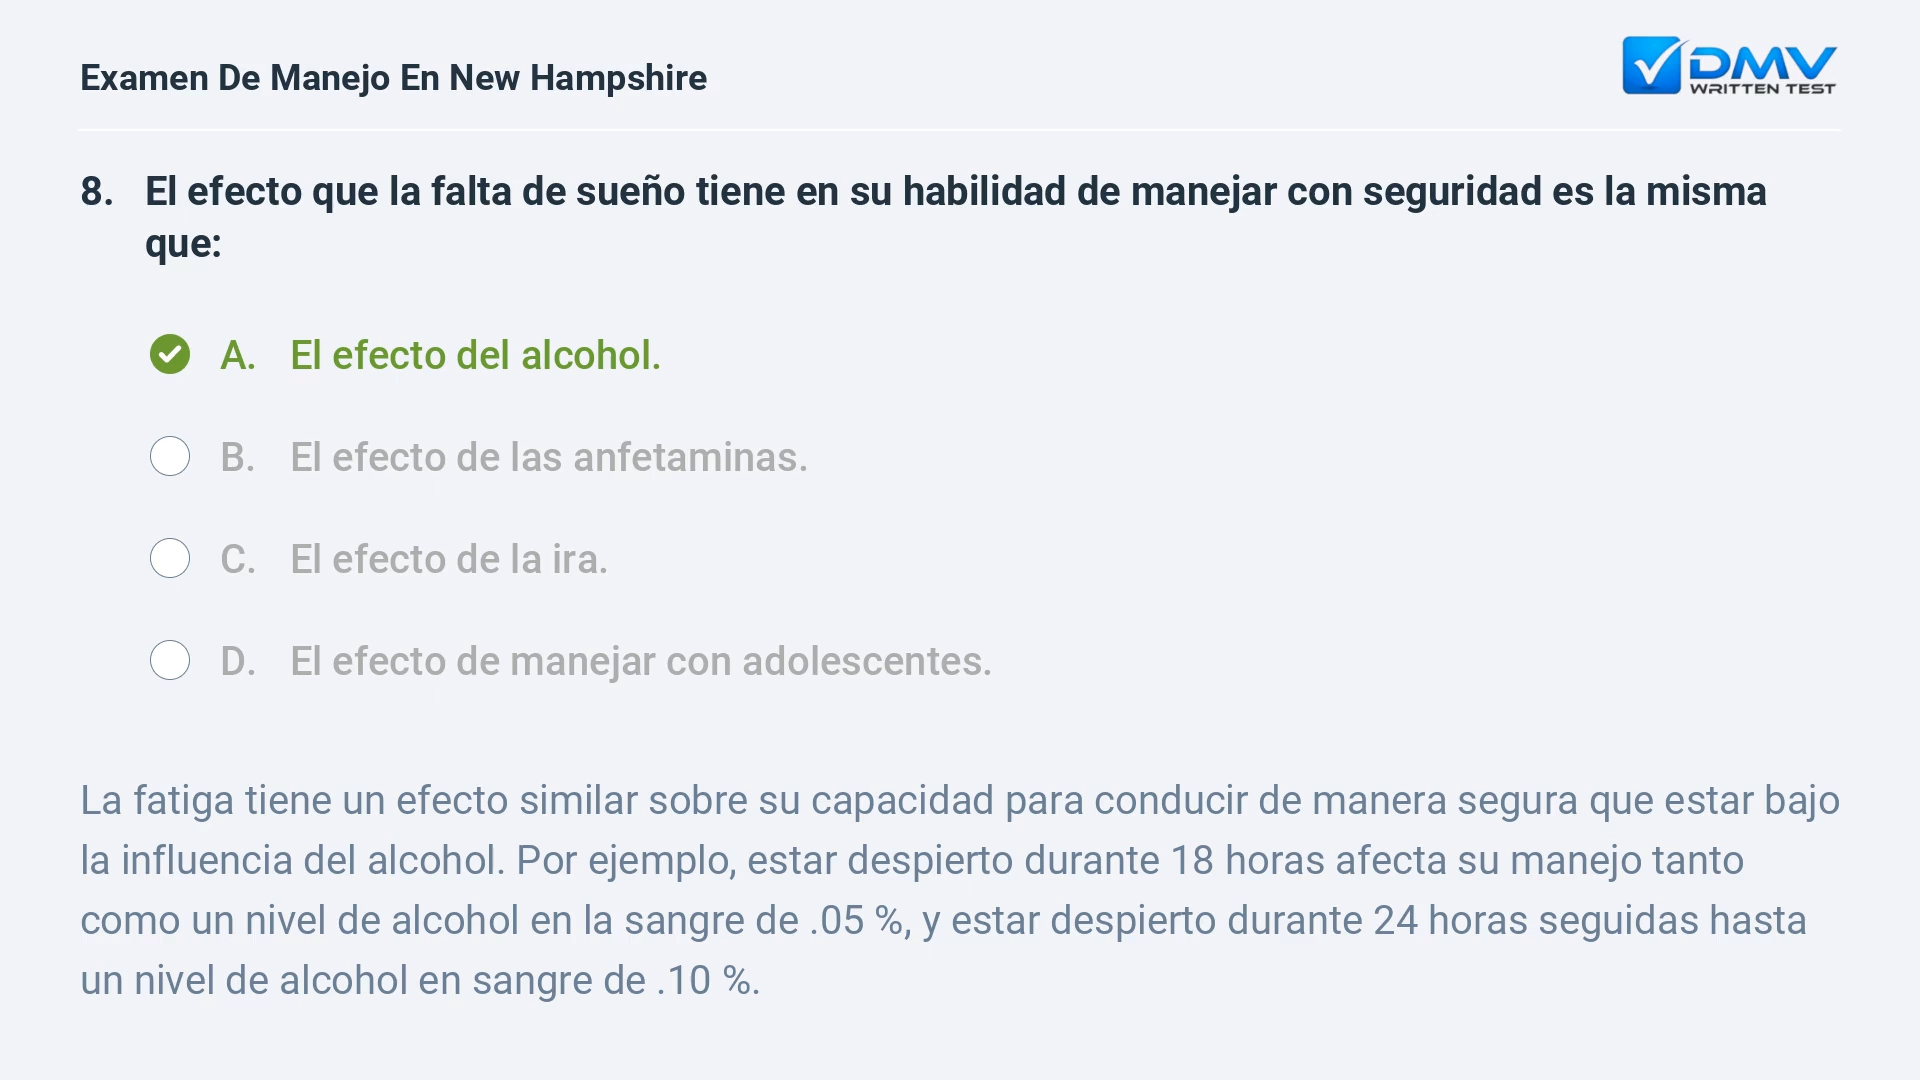 Examen De Manejo En New Hampshire
DMV
WRITTEN TEST
8. El efecto que la falta de sueño tiene en su habilidad de manejar con seguridad es la misma
que:
A. El efecto del alcohol.
B. El efecto de las anfetaminas.
C. El efecto de la ira.
D. El efecto de manejar con adolescentes.
La fatiga tiene un efecto similar sobre su capacidad para conducir de manera segura que estar bajo
la influencia del alcohol. Por ejemplo, estar despierto durante 18 horas afecta su manejo tanto
como un nivel de alcohol en la sangre de .05 %, y estar despierto durante 24 horas seguidas hasta
un nivel de alcohol en sangre de .10 %.